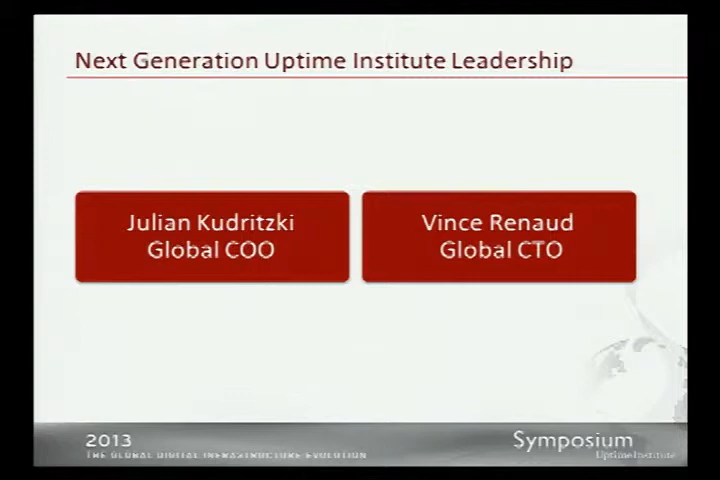 Next Generation Uptime Institute Leadership
Julian Kudritzki
Global COO
Vince Renaud
Global CTO
2013
THE GLOBAL DIGITAL INFRASTRUCTURE EVOLUTION
Symposium
Uptime Institute